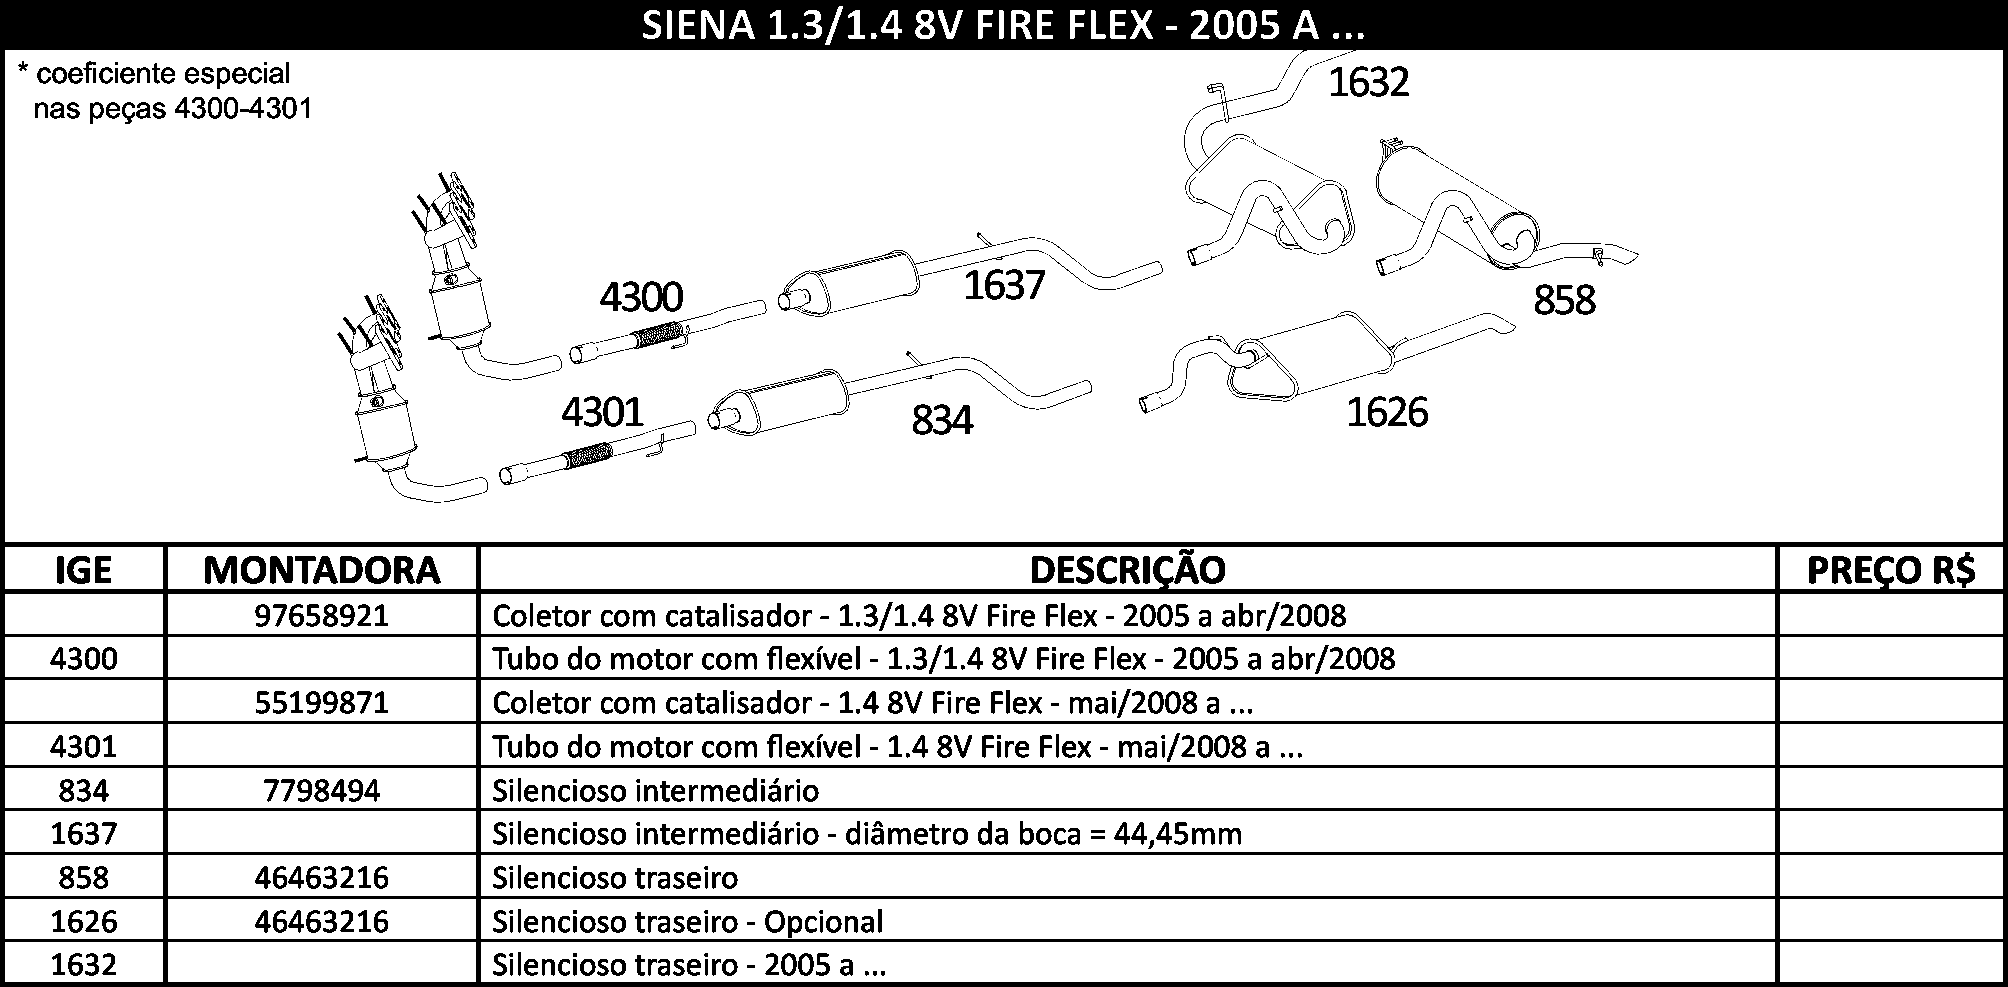 SIENA 1.3/1.4 8V FIRE FLEX - 2005 A ...
* coeficiente especial
nas peças 4300-4301
1632
4300
1637
858
4301
834
1626
IGE MONTADORA DESCRIÇÃO PREÇO R$
97658921 Coletor com catalisador - 1.3/1.4 8V Fire Flex - 2005 a abr/2008
4300 Tubo do motor com flexível - 1.3/1.4 8V Fire Flex - 2005 a abr/2008
55199871 Coletor com catalisador - 1.4 8V Fire Flex - mai/2008 a ...
4301 Tubo do motor com flexível - 1.4 8V Fire Flex - mai/2008 a ...
834 7798494 Silencioso intermediário
1637 Silencioso intermediário - diâmetro da boca = 44,45mm
858 46463216 Silencioso traseiro
1626 46463216 Silencioso traseiro - Opcional
1632 Silencioso traseiro - 2005 a ...